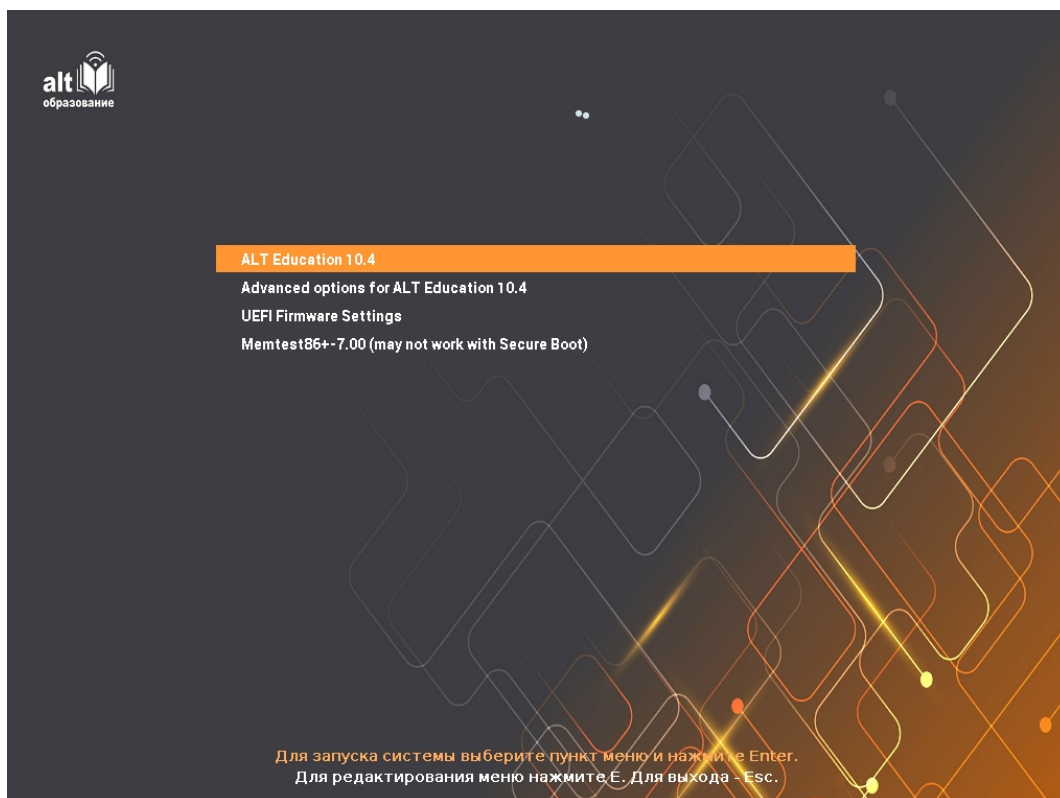 alt
образование
ALT Education 10.4
Advanced options for ALT Education 10.4
UEFI Firmware Settings
Memtest86+-7.00 (may not work with Secure Boot)
Для запуска системы выберите пункт меню и нажмите Enter.
Для редактирования меню нажмите E. Для выхода - Esc.